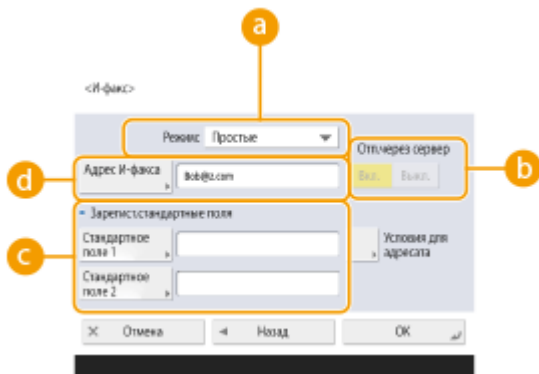 a
<И-факс>
Режим: Простые
Отп.через сервер
Вкл. Выкл.
b
d
Адрес И-факса
Bob@z.com
Зарегист.стандартные поля
c
Стандартное
поле 1
Условия для
адресата
Стандартное
поле 2
Отмена
Назад
OK